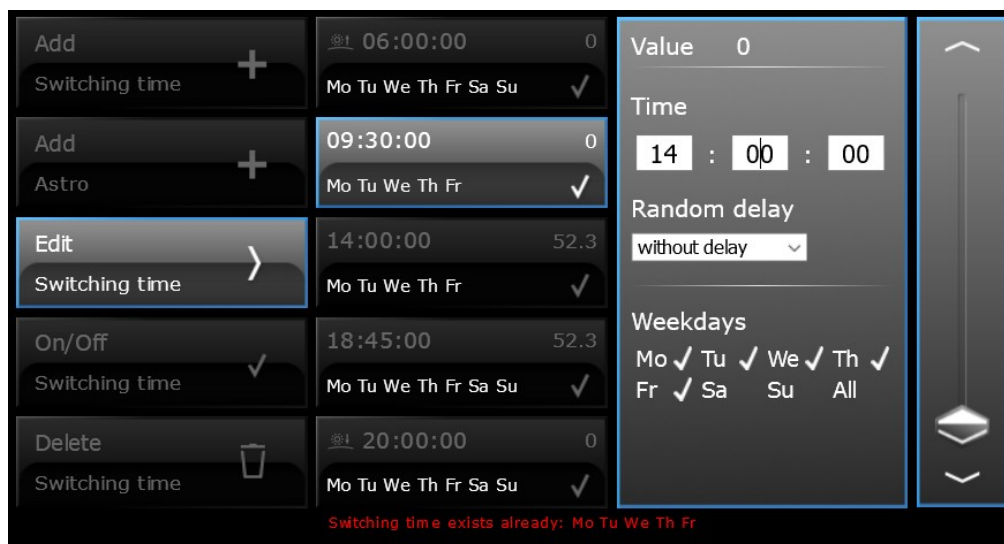 Add
Switching time
Add
Astro
Edit
Switching time
On/Off
Switching time
Delete
Switching time
06:00:00 0
Mo Tu We Th Fr Sa Su
09:30:00 0
Mo Tu We Th Fr
14:00:00 52.3
Mo Tu We Th Fr
18:45:00 52.3
Mo Tu We Th Fr Sa Su
20:00:00 0
Mo Tu We Th Fr Sa Su
Value 0
Time
14 : 00 : 00
Random delay
without delay
Weekdays
Mo Tu We Th
Fr Sa Su All
Switching time exists already: Mo Tu We Th Fr